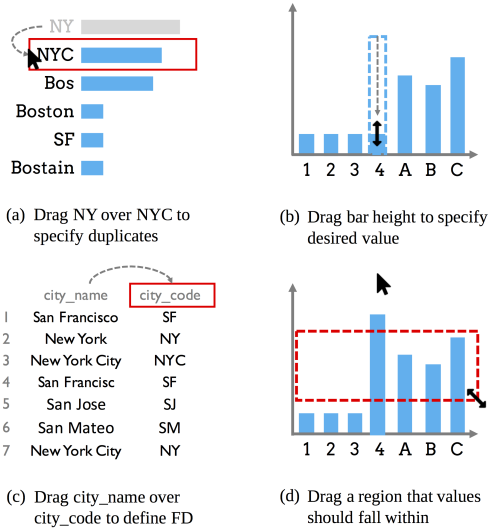 NY
NYC
Bos
Boston
SF
Bostain
(a) Drag NY over NYC to
specify duplicates
1 2 3 4 A B C
(b) Drag bar height to specify
desired value
city_name city_code
1 San Francisco SF
2 New York NY
3 New York City NYC
4 San Francisc SF
5 San Jose SJ
6 San Mateo SM
7 New York City NY
(c) Drag city_name over
city_code to define FD
1 2 3 4 A B C
(d) Drag a region that values
should fall within